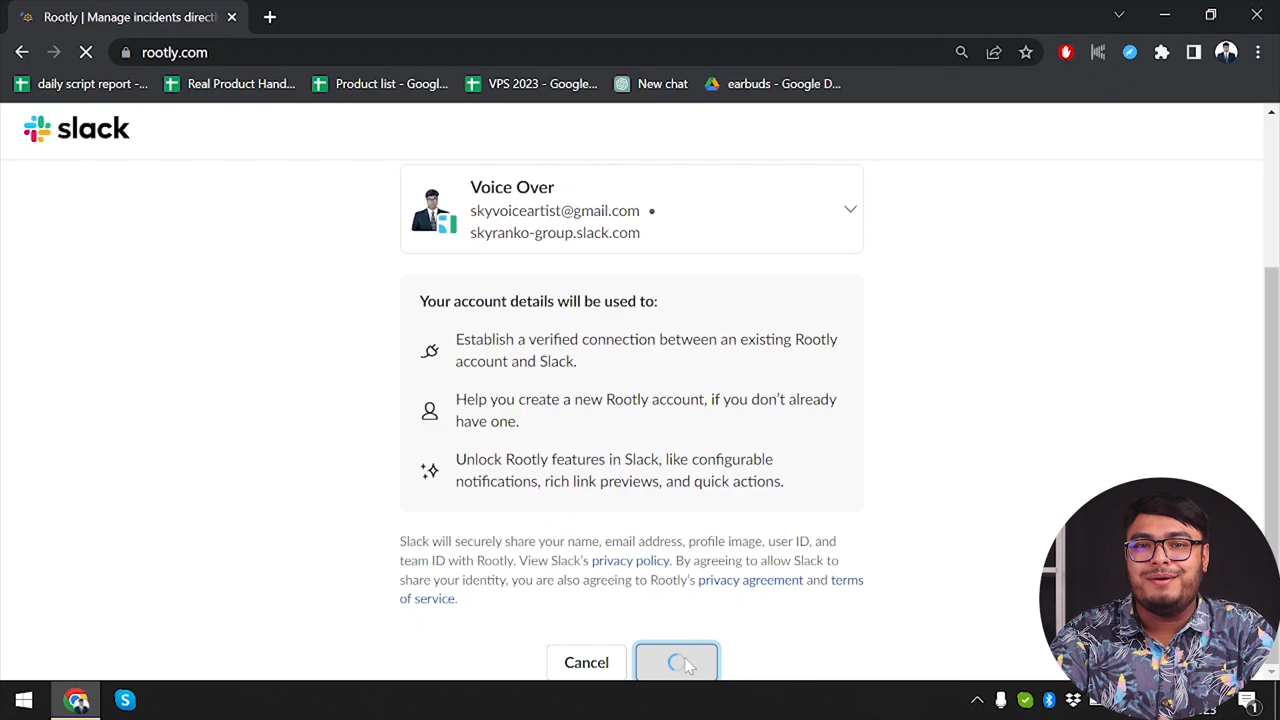 Rootly | Manage incidents direct
rootly.com
daily script report -...
Real Product Hand...
Product list - Googl...
VPS 2023 - Google...
New chat
earbuds - Google D...
slack
Voice Over
skyvoiceartist@gmail.com
skyranko-group.slack.com
Your account details will be used to:
Establish a verified connection between an existing Rootly
account and Slack.
Help you create a new Rootly account, if you don't already
have one.
Unlock Rootly features in Slack, like configurable
notifications, rich link previews, and quick actions.
Slack will securely share your name, email address, profile image, user ID, and
team ID with Rootly. View Slack's privacy policy. By agreeing to allow Slack to
share your identity, you are also agreeing to Rootly's privacy agreement and terms
of service.
Cancel
1